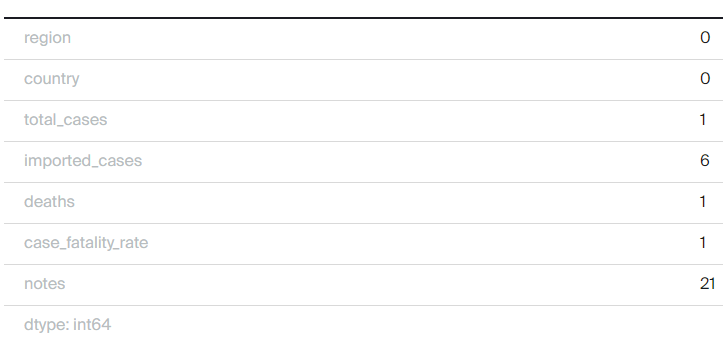 region 0
country 0
total_cases 1
imported_cases 6
deaths 1
case_fatality_rate 1
notes 21
dtype: int64